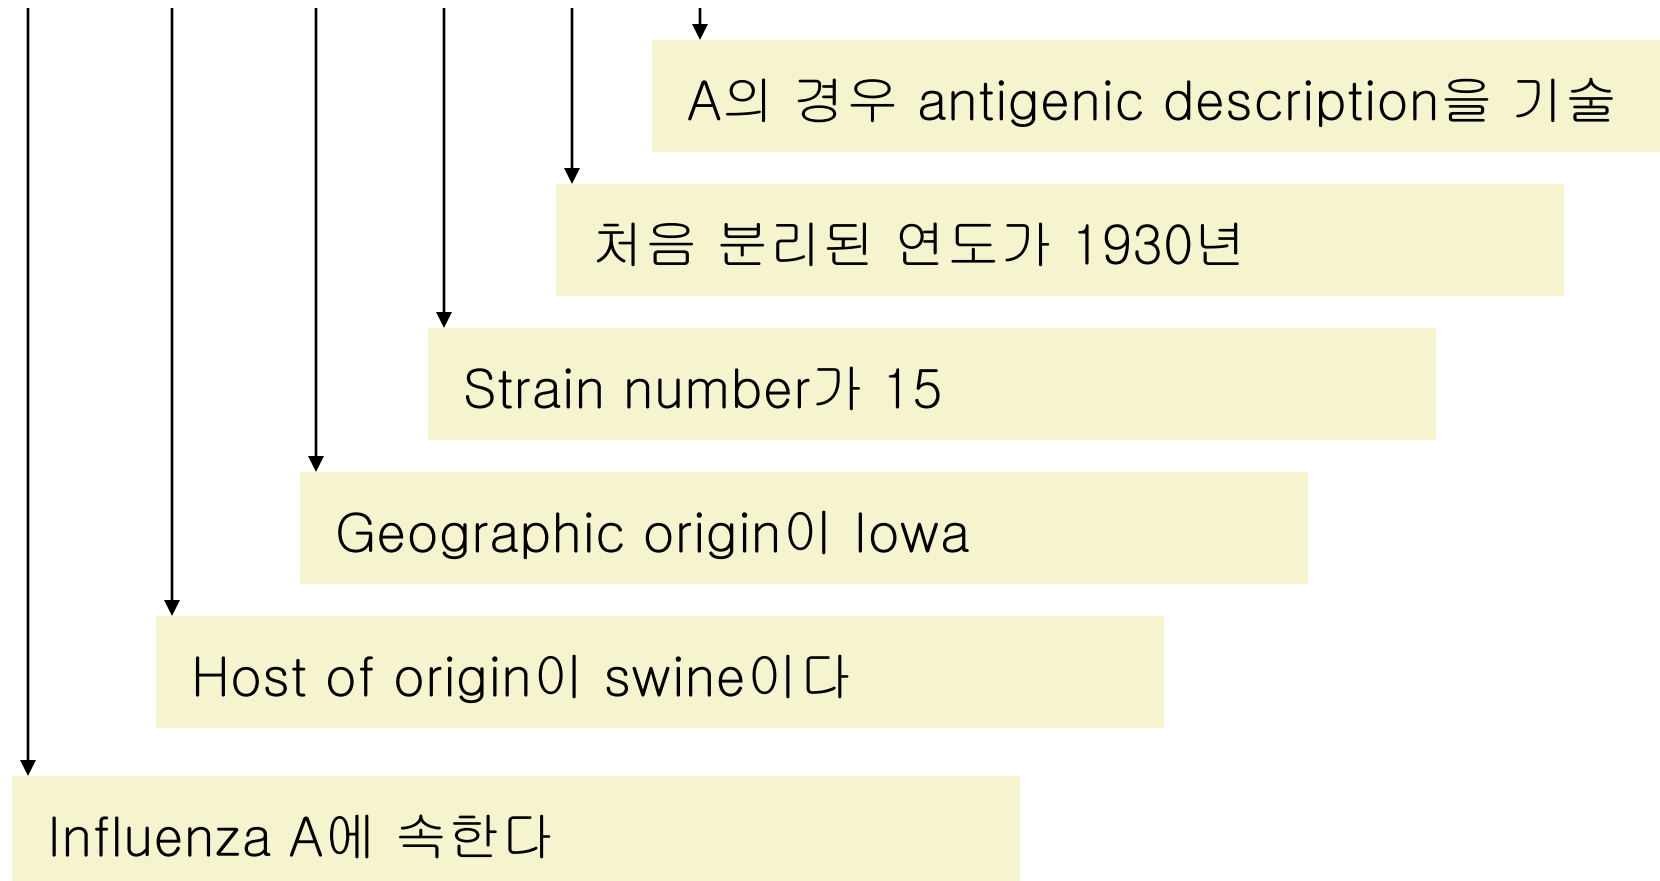 A의 경우 antigenic description을 기술
처음 분리된 연도가 1930년
Strain number가 15
Geographic origin이 Iowa
Host of origin이 swine이다
Influenza A에 속한다